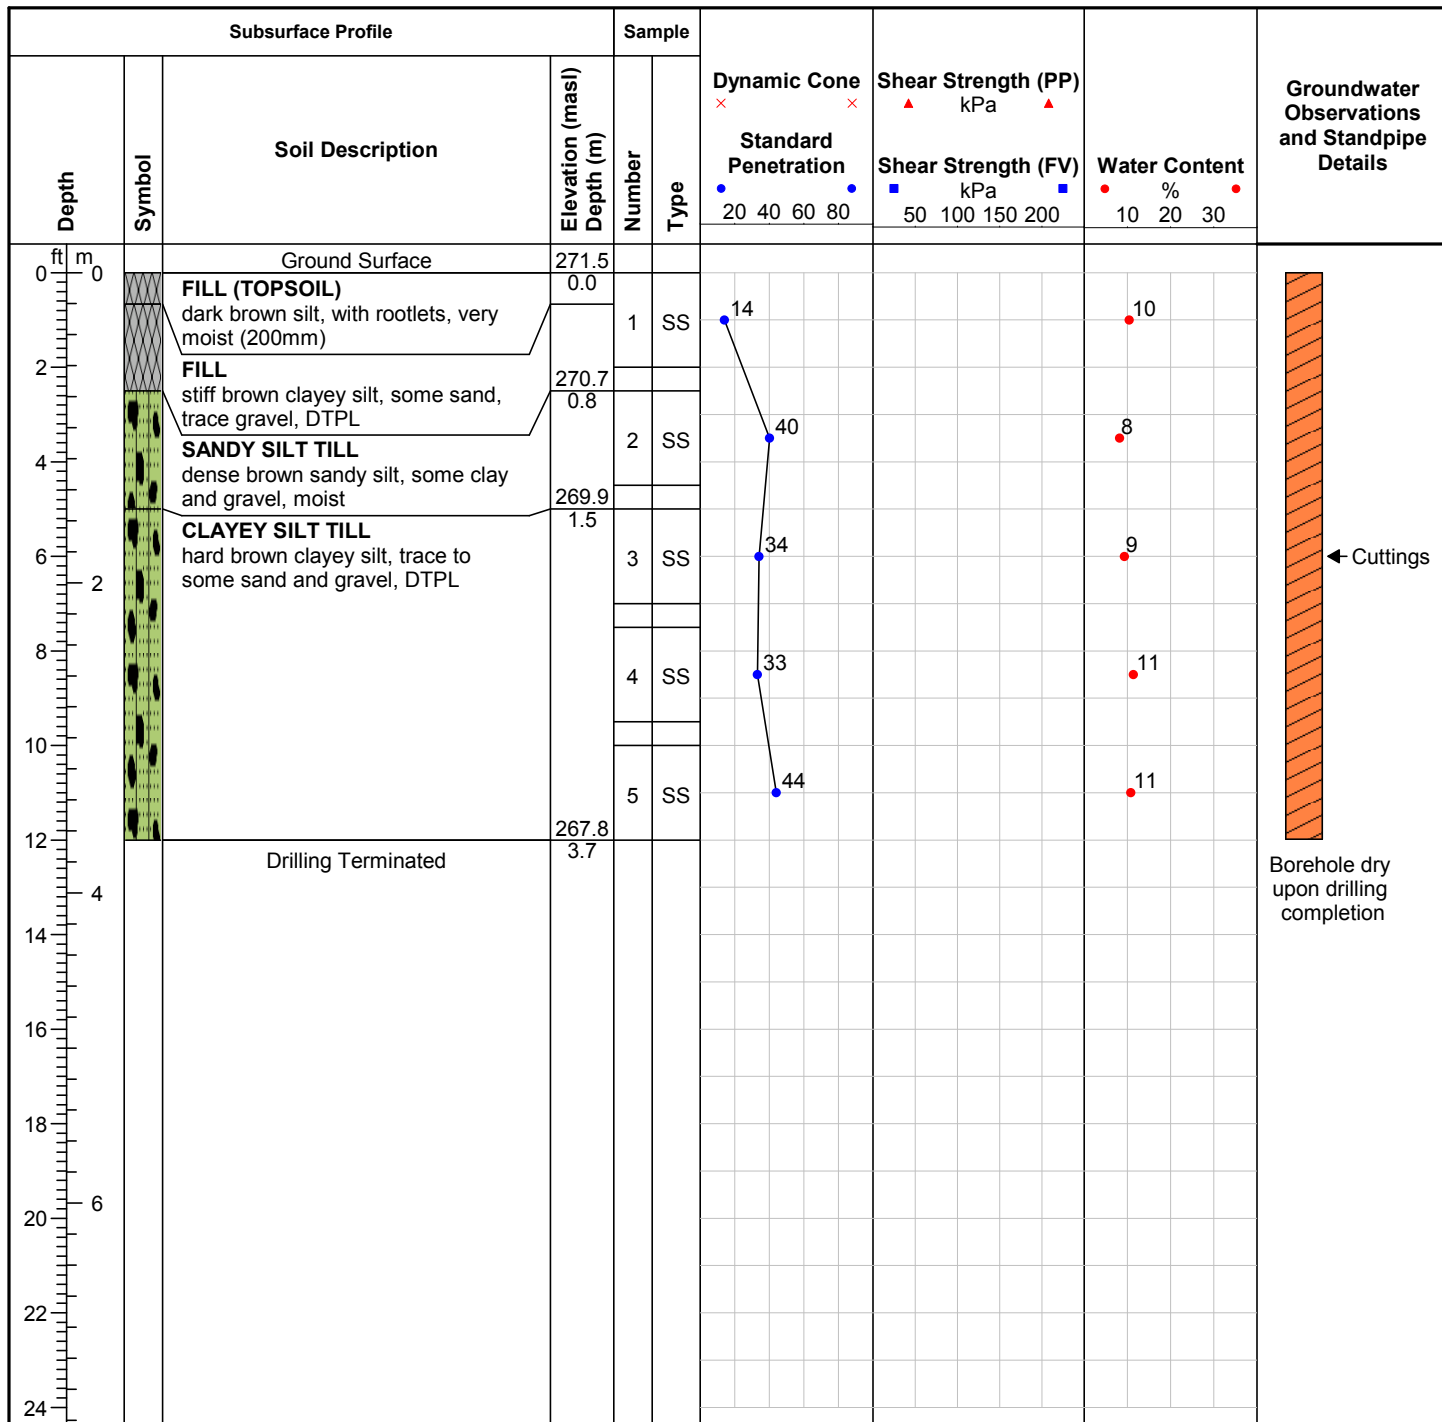 Subsurface Profile
Sample
Depth
Symbol
Soil Description
Elevation (masl)
Depth (m)
Number
Type
Dynamic Cone
Standard
Penetration
20 40 60 80
Shear Strength (PP)
kPa
Shear Strength (FV)
kPa
50 100 150 200
Water Content
%
10 20 30
Groundwater
Observations
and Standpipe
Details
ft m
Ground Surface
271.5
0 0
0.0
FILL (TOPSOIL)
dark brown silt, with rootlets, very
moist (200mm)
1 SS
14
10
2
FILL
stiff brown clayey silt, some sand,
trace gravel, DTPL
270.7
0.8
2 SS
40
8
4
SANDY SILT TILL
dense brown sandy silt, some clay
and gravel, moist
269.9
1.5
CLAYEY SILT TILL
hard brown clayey silt, trace to
some sand and gravel, DTPL
3 SS
34
9
Cuttings
6
2
8
4 SS
33
11
10
5 SS
44
11
267.8
12
3.7
Drilling Terminated
Borehole dry
upon drilling
completion
4
14
16
18
6
20
22
24